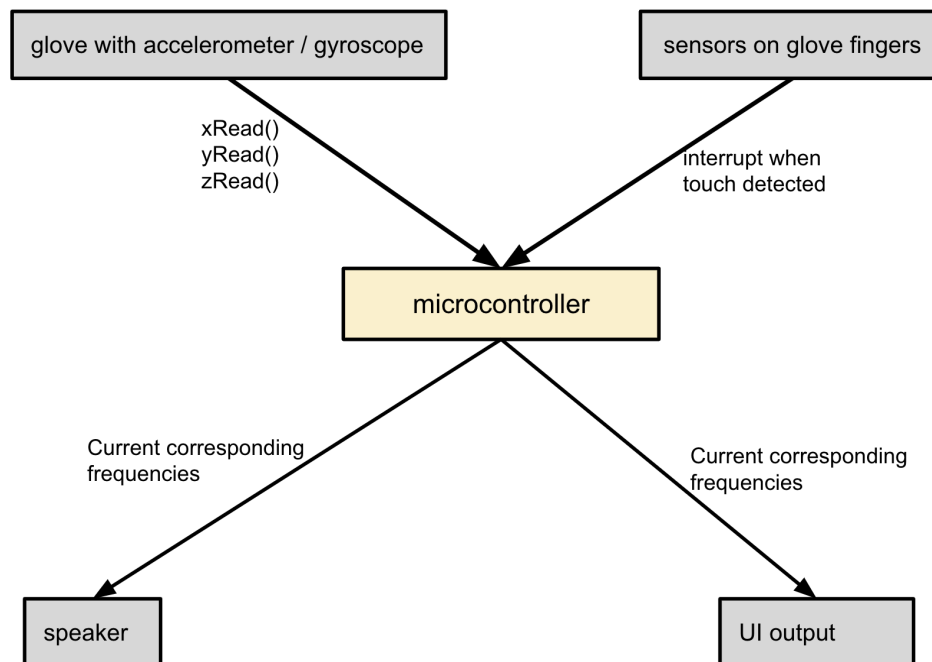 glove with accelerometer / gyroscope
sensors on glove fingers
xRead()
yRead()
zRead()
interrupt when
touch detected
microcontroller
Current corresponding
frequencies
Current corresponding
frequencies
speaker
UI output